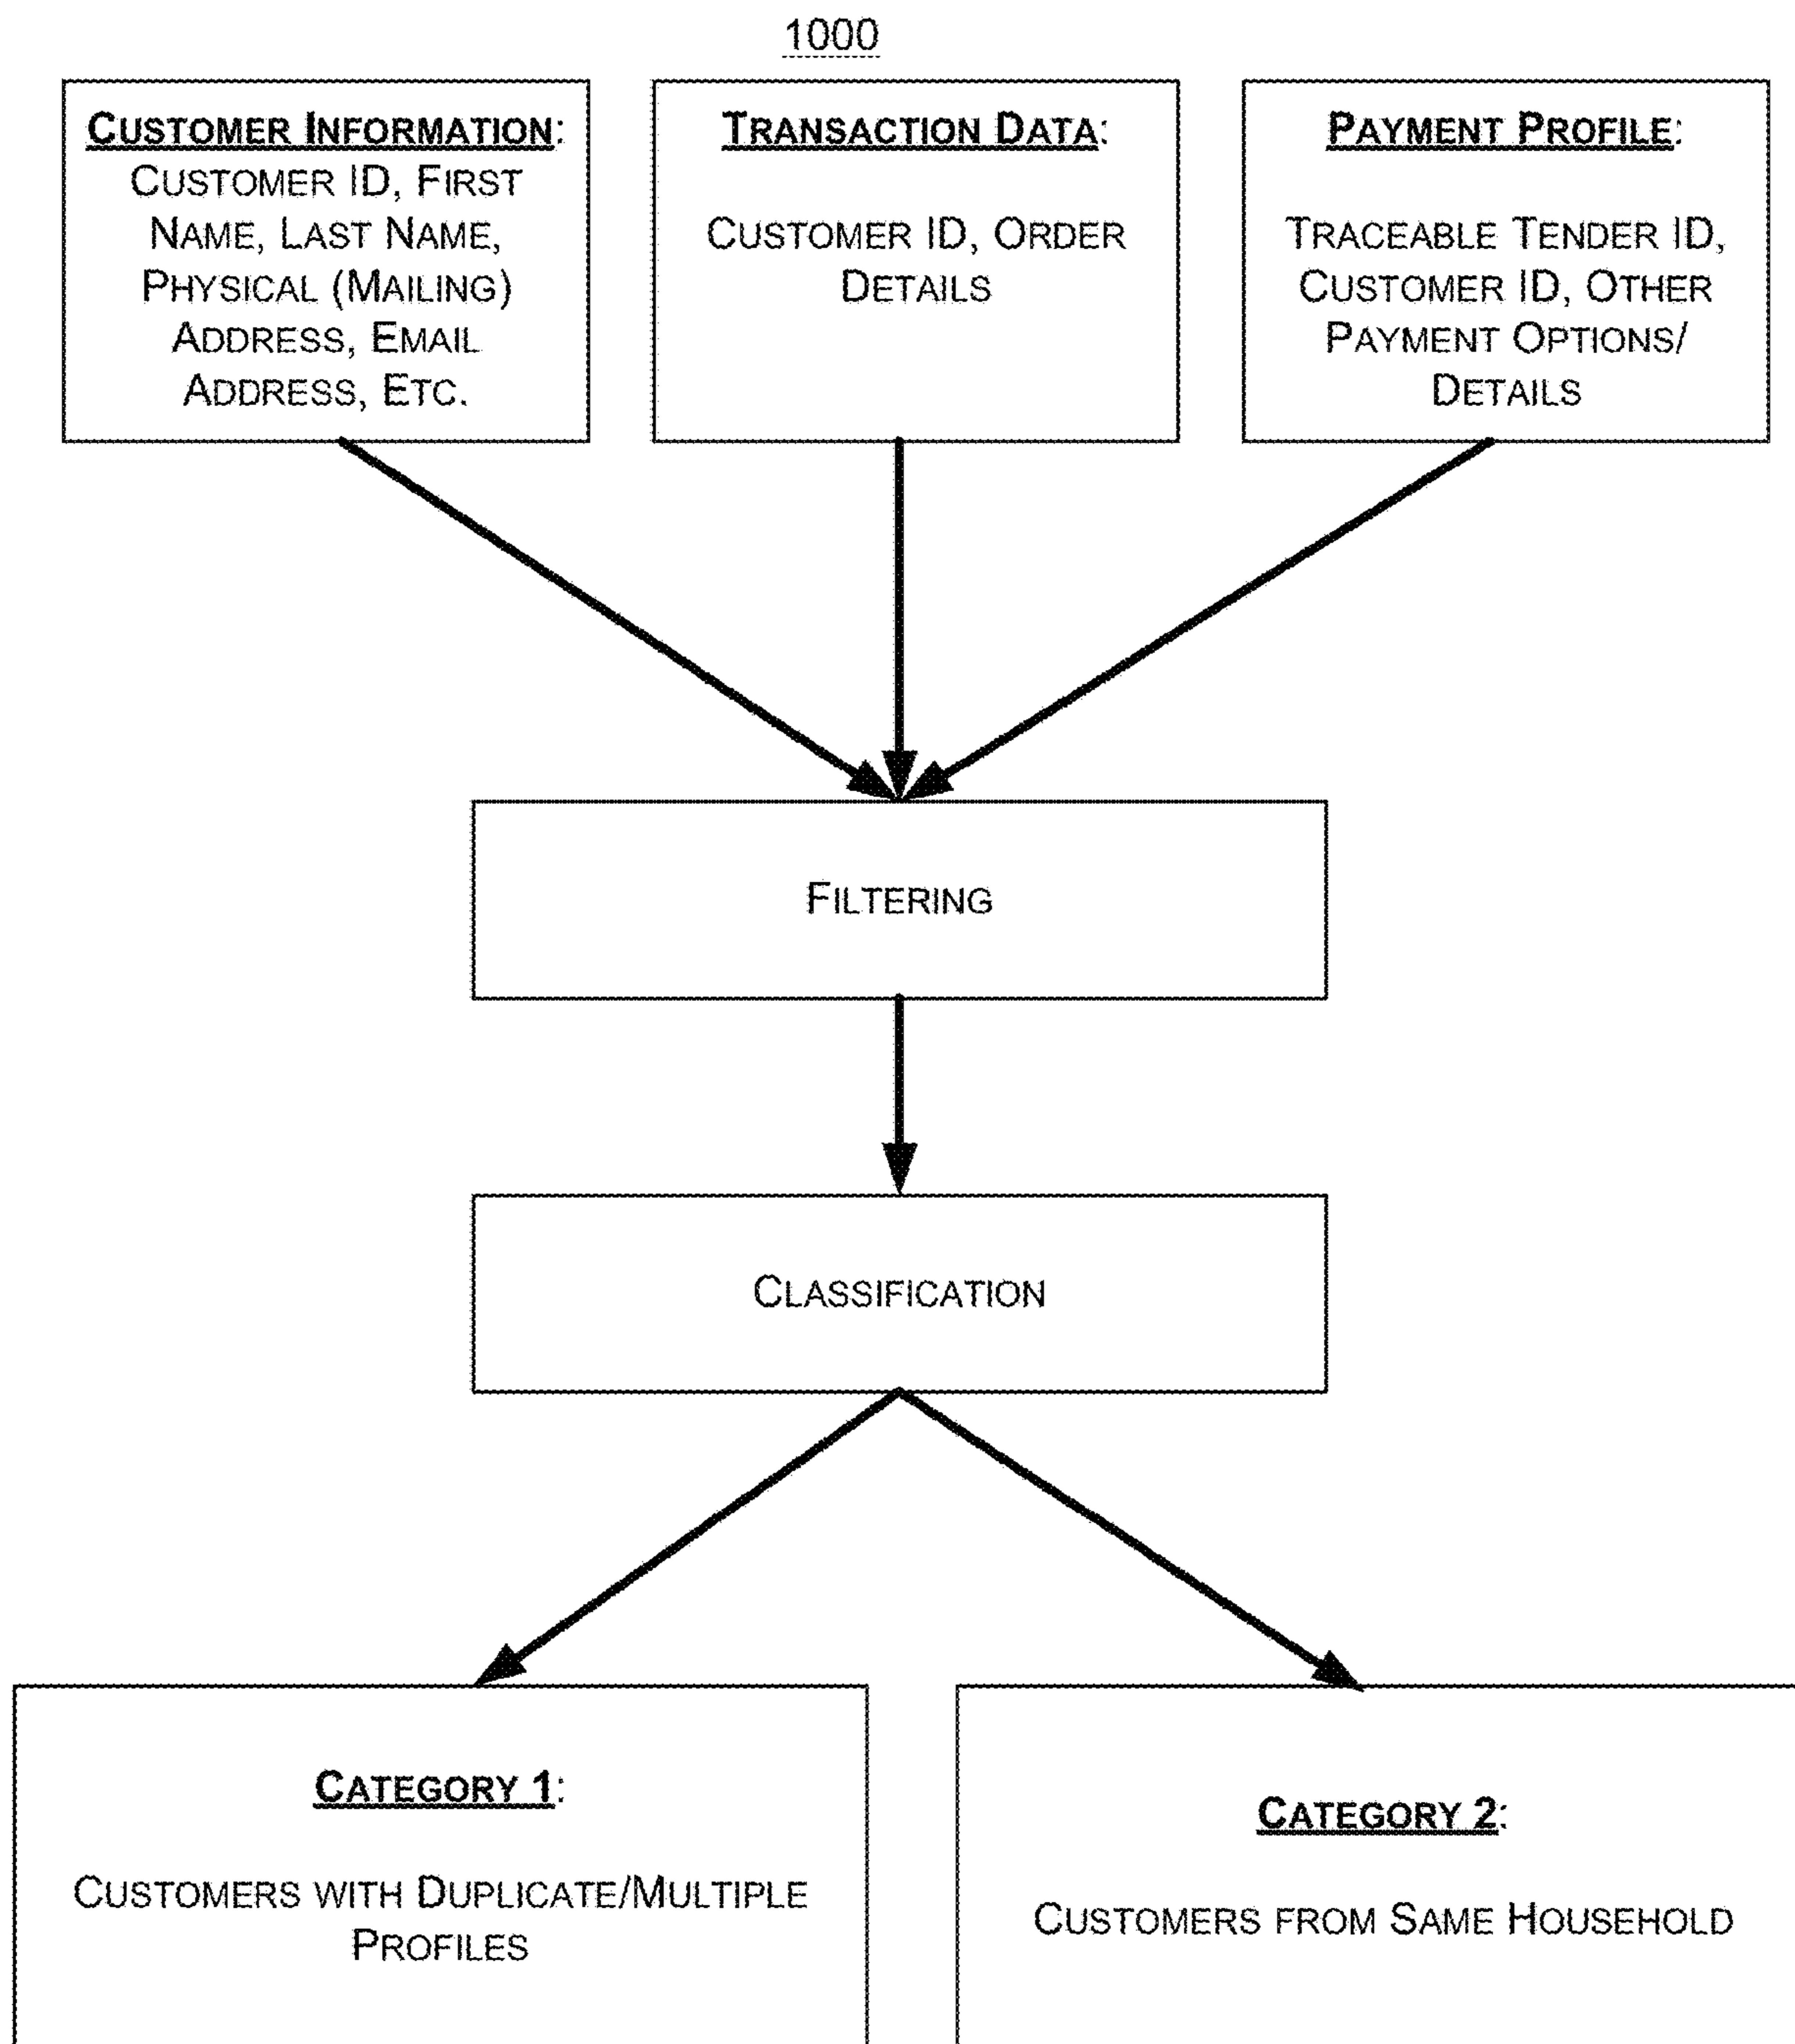 1000
CUSTOMER INFORMATION:
CUSTOMER ID, FIRST
NAME, LAST NAME,
PHYSICAL (MAILING)
ADDRESS, EMAIL
ADDRESS, ETC.
TRANSACTION DATA:
CUSTOMER ID, ORDER
DETAILS
PAYMENT PROFILE:
TRACEABLE TENDER ID,
CUSTOMER ID, OTHER
PAYMENT OPTIONS/
DETAILS
FILTERING
CLASSIFICATION
CATEGORY 1:
CUSTOMERS WITH DUPLICATE/MULTIPLE
PROFILES
CATEGORY 2:
CUSTOMERS FROM SAME HOUSEHOLD